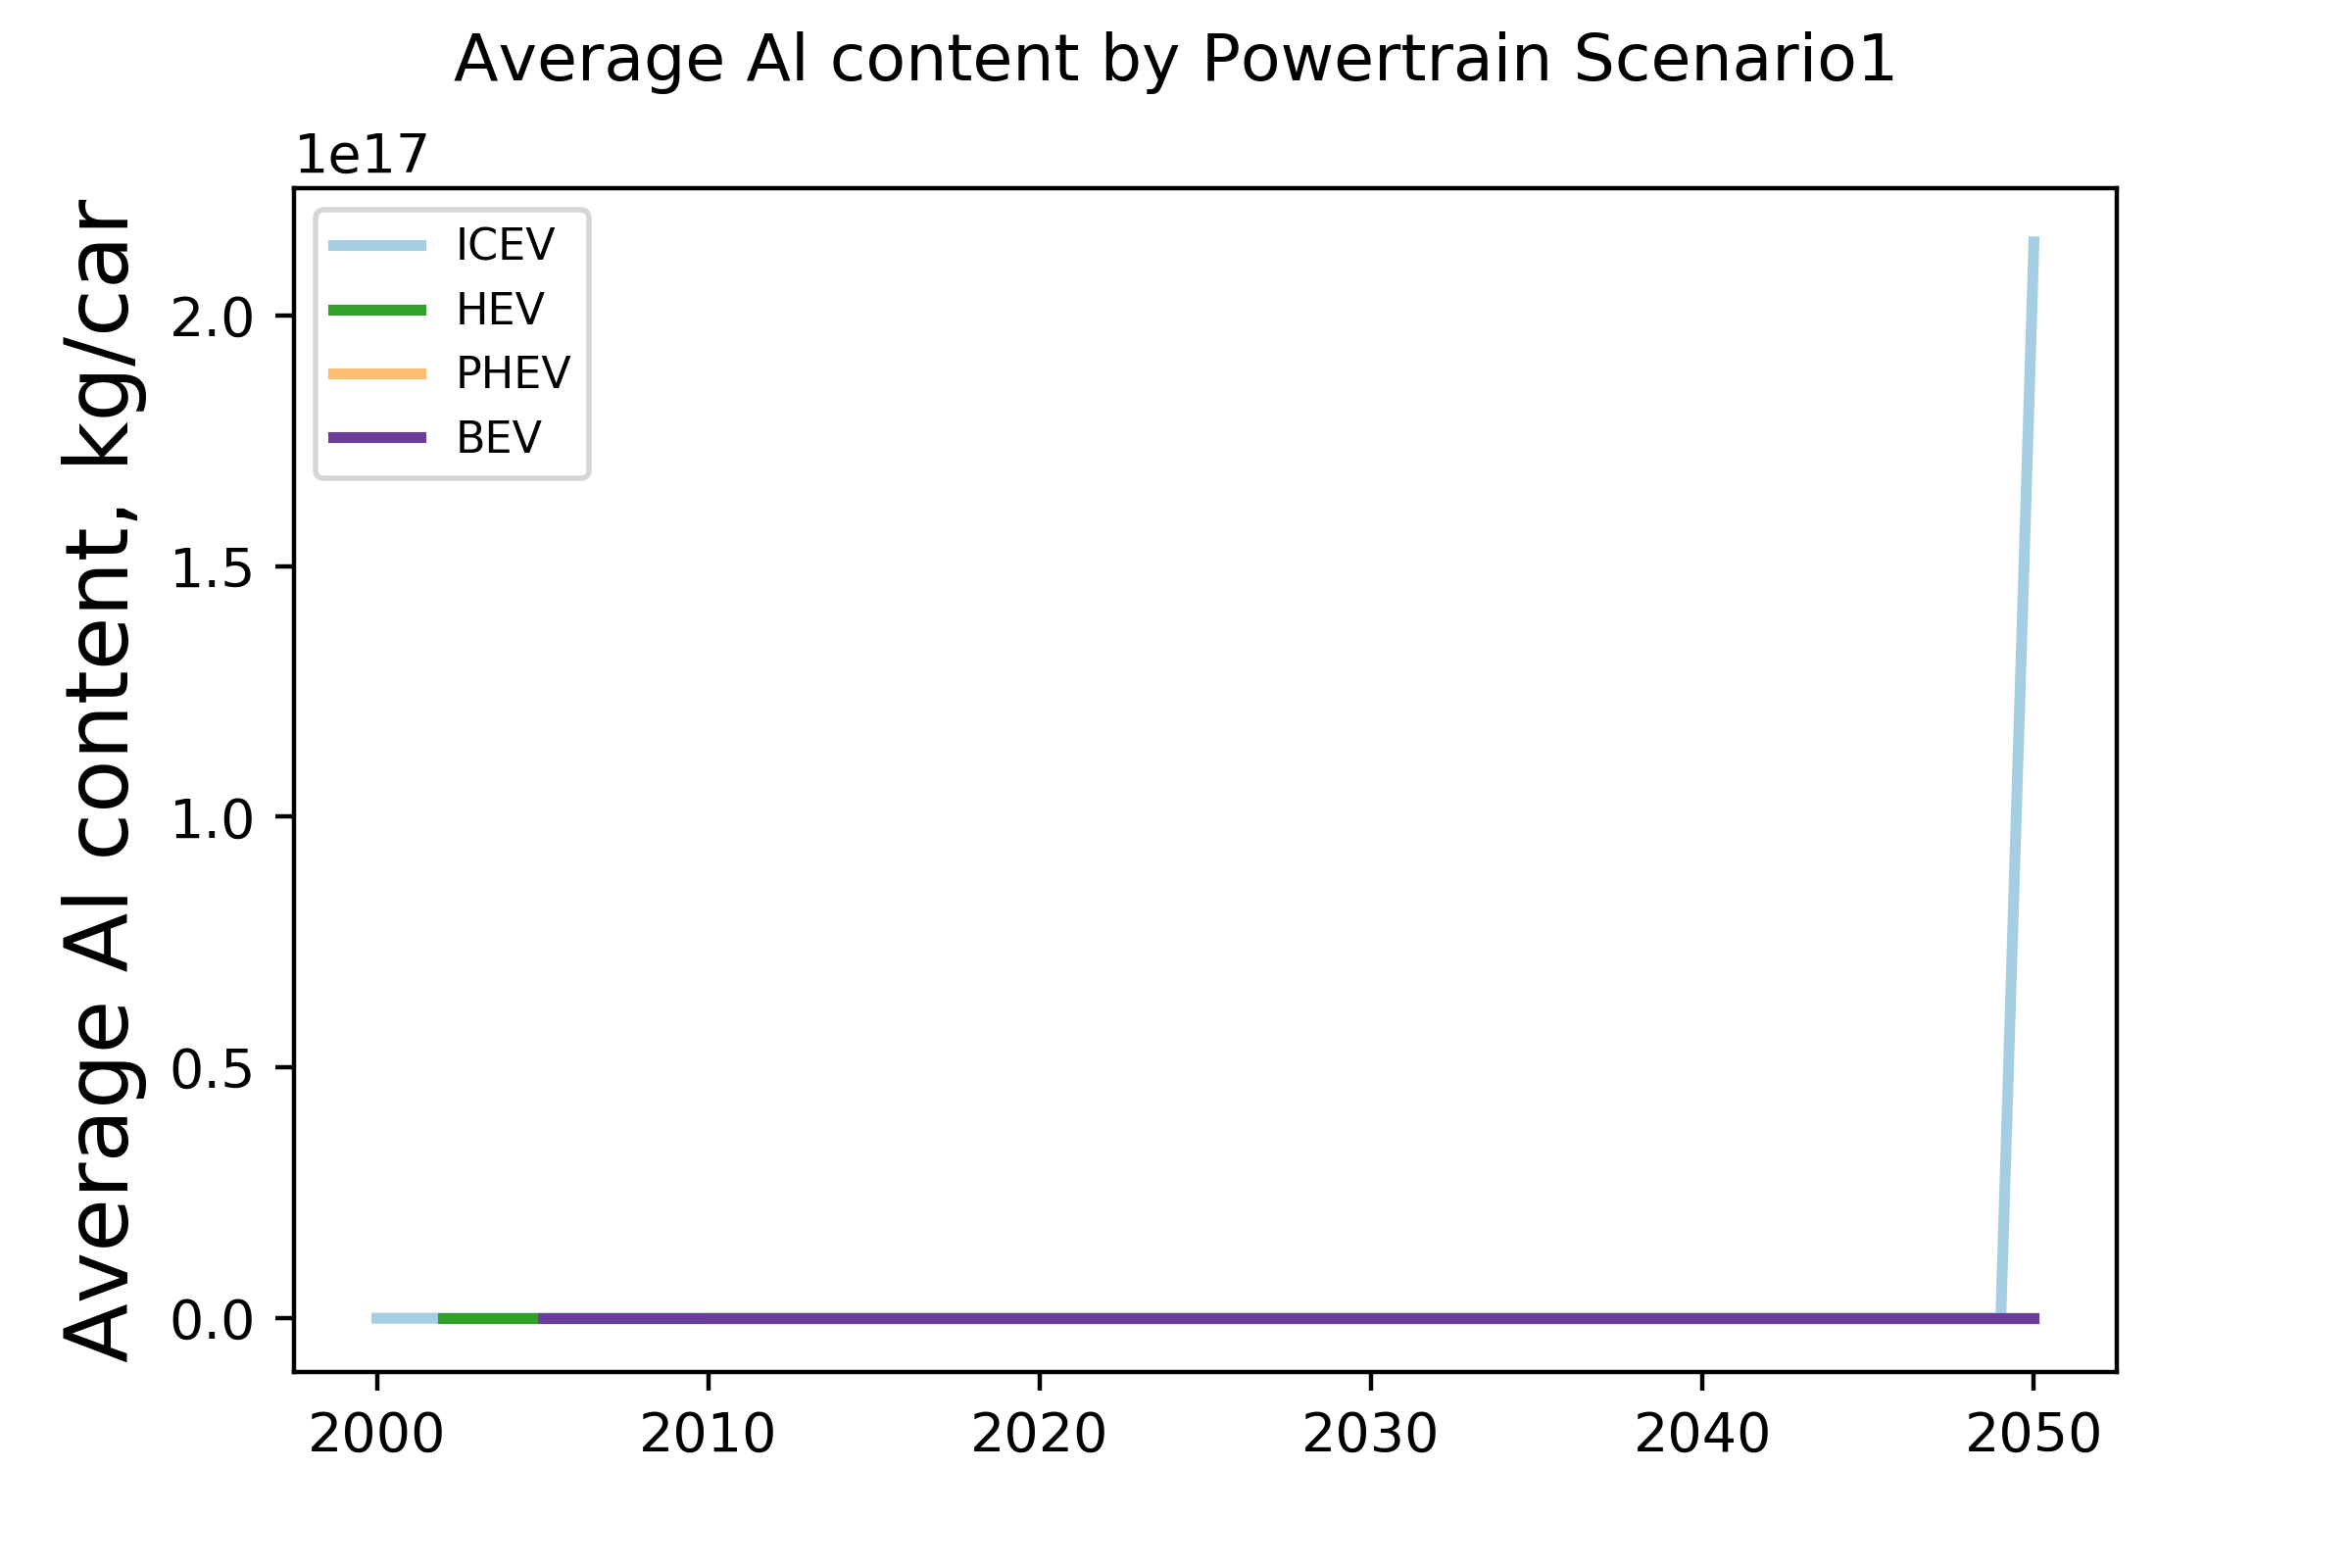 Average Al content by Powertrain Scenario1
1e17
Average Al content, kg/car
ICEV
HEV
PHEV
BEV
2.0
1.5
1.0
0.5
0.0
2000 2010 2020 2030 2040 2050